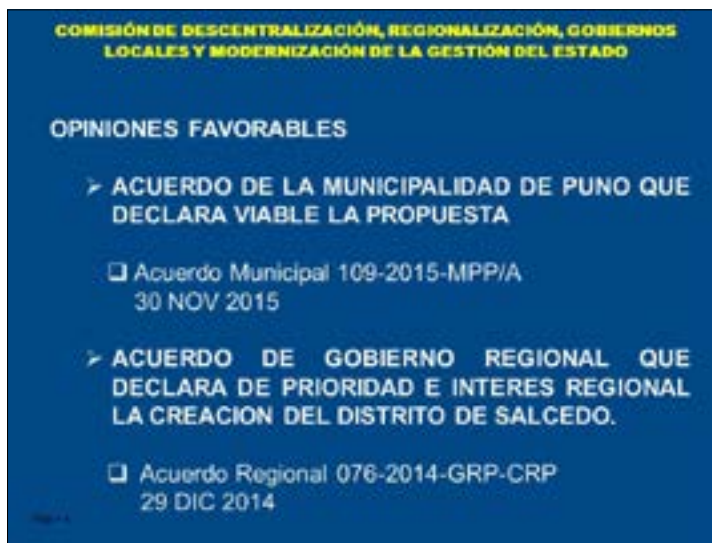 COMISIÓN DE DESCENTRALIZACIÓN, REGIONALIZACIÓN, GOBIERNOS
LOCALES Y MODERNIZACIÓN DE LA GESTIÓN DEL ESTADO
OPINIONES FAVORABLES
➢ ACUERDO DE LA MUNICIPALIDAD DE PUNO QUE
DECLARA VIABLE LA PROPUESTA
❑ Acuerdo Municipal 109-2015-MPP/A
30 NOV 2015
➢ ACUERDO DE GOBIERNO REGIONAL QUE
DECLARA DE PRIORIDAD E INTERES REGIONAL
LA CREACION DEL DISTRITO DE SALCEDO.
❑ Acuerdo Regional 076-2014-GRP-CRP
29 DIC 2014